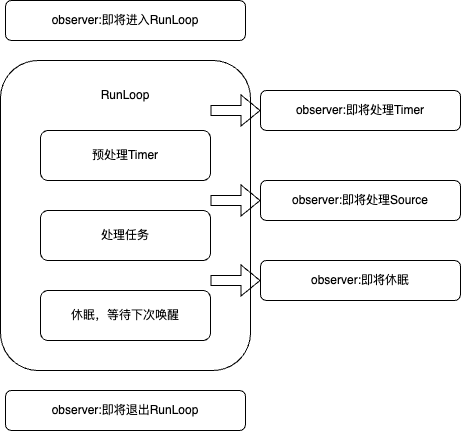 observer:即将进入RunLoop
RunLoop
observer:即将处理Timer
预处理Timer
observer:即将处理Source
处理任务
observer:即将休眠
休眠，等待下次唤醒
observer:即将退出RunLoop